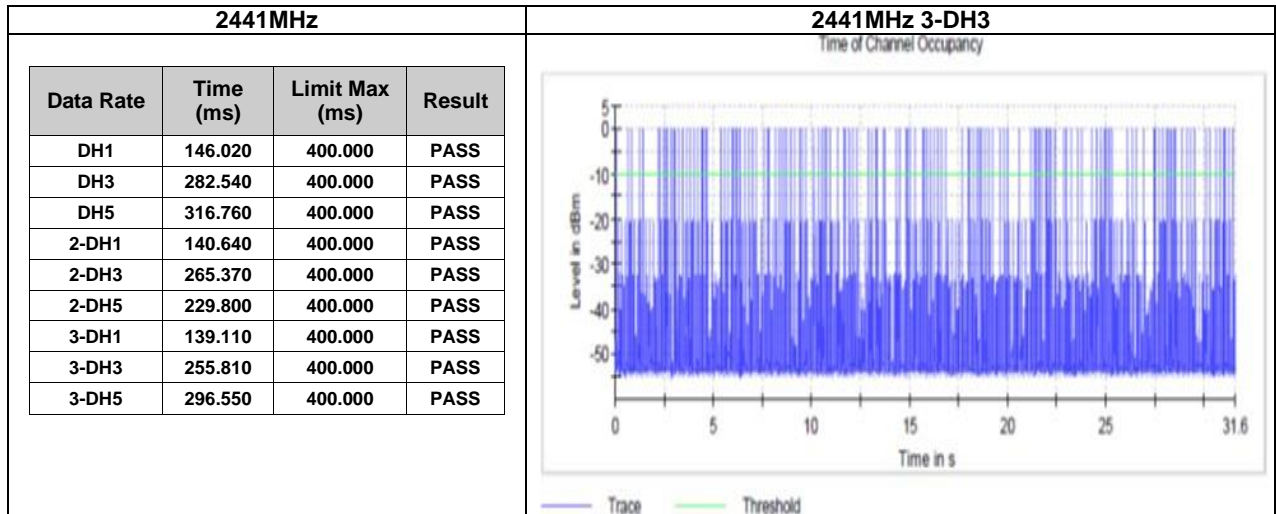 2441MHz
Data Rate Time (ms) Limit Max (ms) Result
DH1 146.020 400.000 PASS
DH3 282.540 400.000 PASS
DH5 316.760 400.000 PASS
2-DH1 140.640 400.000 PASS
2-DH3 265.370 400.000 PASS
2-DH5 229.800 400.000 PASS
3-DH1 139.110 400.000 PASS
3-DH3 255.810 400.000 PASS
3-DH5 296.550 400.000 PASS
2441MHz 3-DH3
Time of Channel Occupancy
Level in dBm
5
0
-10
-20
-30
-40
-50
0 5 10 15 20 25 31.6
Time in s
Trace Threshold